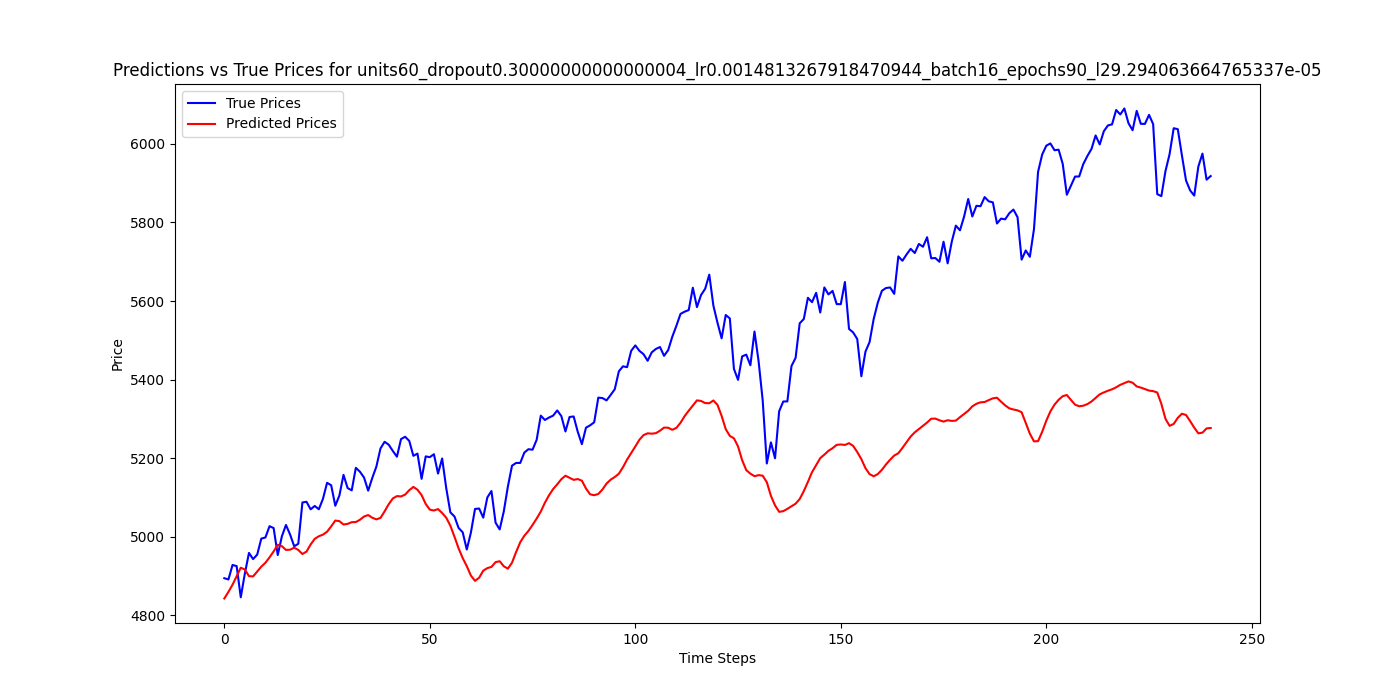 Predictions vs True Prices for units60_dropout0.30000000000000004_lr0.0014813267918470944_batch16_epochs90_l29.294063664765337e-05
True Prices
Predicted Prices
6000
5800
5600
5400
5200
5000
4800
Price
0 50 100 150 200 250
Time Steps